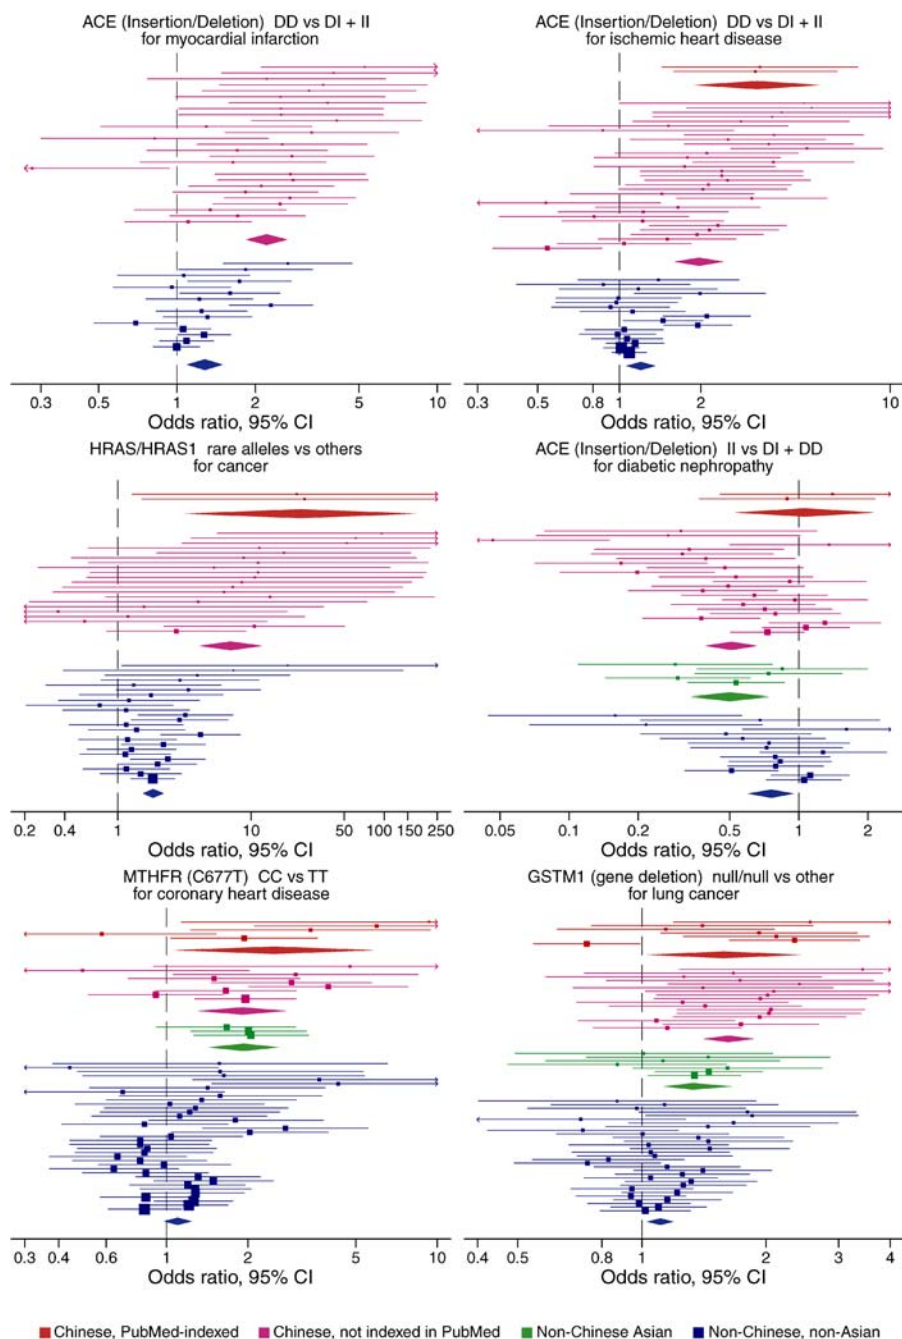 ACE (Insertion/Deletion) DD vs DI + II
for myocardial infarction
ACE (Insertion/Deletion) DD vs DI + II
for ischemic heart disease
0.3 0.5 1 2 5 10
Odds ratio, 95% CI
0.3 0.5 0.8 1 2 10
Odds ratio, 95% CI
HRAS/HRAS1 rare alleles vs others
for cancer
ACE (Insertion/Deletion) II vs DI + DD
for diabetic nephropathy
0.2 0.4 1 10 50 100 150 250
Odds ratio, 95% CI
0.05 0.1 0.2 0.5 1 2
Odds ratio, 95% CI
MTHFR (C677T) CC vs TT
for coronary heart disease
GSTM1 (gene deletion) null/null vs other
for lung cancer
0.3 0.4 0.6 1 2 5 10
Odds ratio, 95% CI
0.4 0.5 0.8 1 2 3 4
Odds ratio, 95% CI
Chinese, PubMed-indexed Chinese, not indexed in PubMed Non-Chinese Asian Non-Chinese, non-Asian